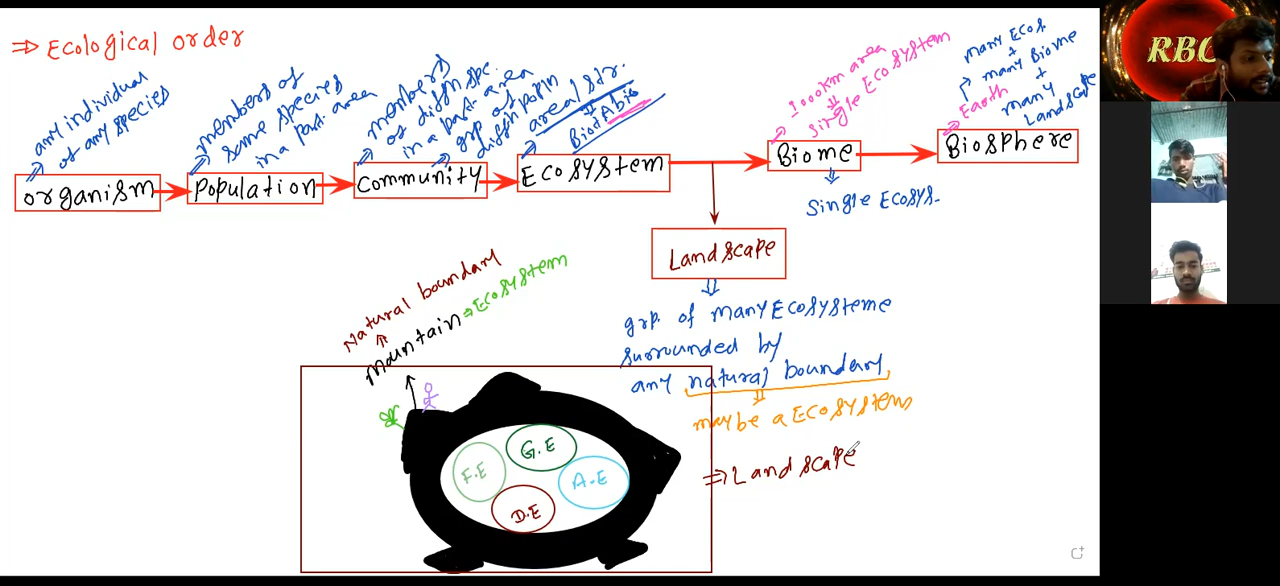 ⇒ Ecological order
any individual
of any species
members of
same species
in a part. area
members
of diffn spe.
in a part. area
grp. of
diffn popln
areal str.
Biot Abio
1000km area
Single Ecosystem
Earth
many Ecos.
+
many Biome
+
many
Landscape
organism
Population
Community
Ecosystem
Biome
Biosphere
Single Ecosys.
Landscape
grp. of many Ecosysteme
surrounded by
any natural boundary
maybe a Ecosystem
⇒ Landscape
Natural boundary
mountain ⇒ Ecosystem
F.E
G.E
A.E
D.E
RBC